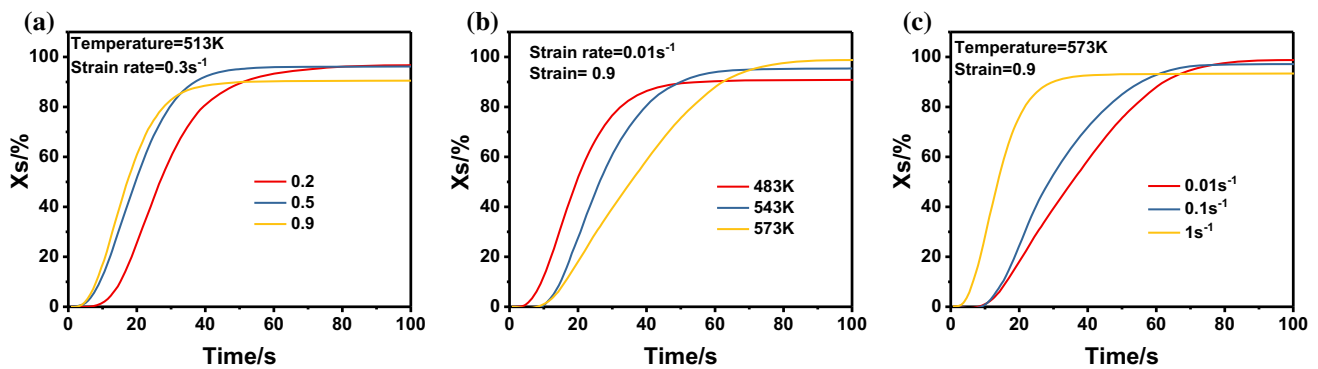 (a)
Temperature=513K
Strain rate=0.3s⁻¹
Xs/%
100
80
60
40
20
0
0.2
0.5
0.9
0 20 40 60 80 100
Time/s
(b)
Strain rate=0.01s⁻¹
Strain= 0.9
Xs/%
100
80
60
40
20
0
483K
543K
573K
0 20 40 60 80 100
Time/s
(c)
Temperature=573K
Strain=0.9
Xs/%
100
80
60
40
20
0
0.01s⁻¹
0.1s⁻¹
1s⁻¹
0 20 40 60 80 100
Time/s